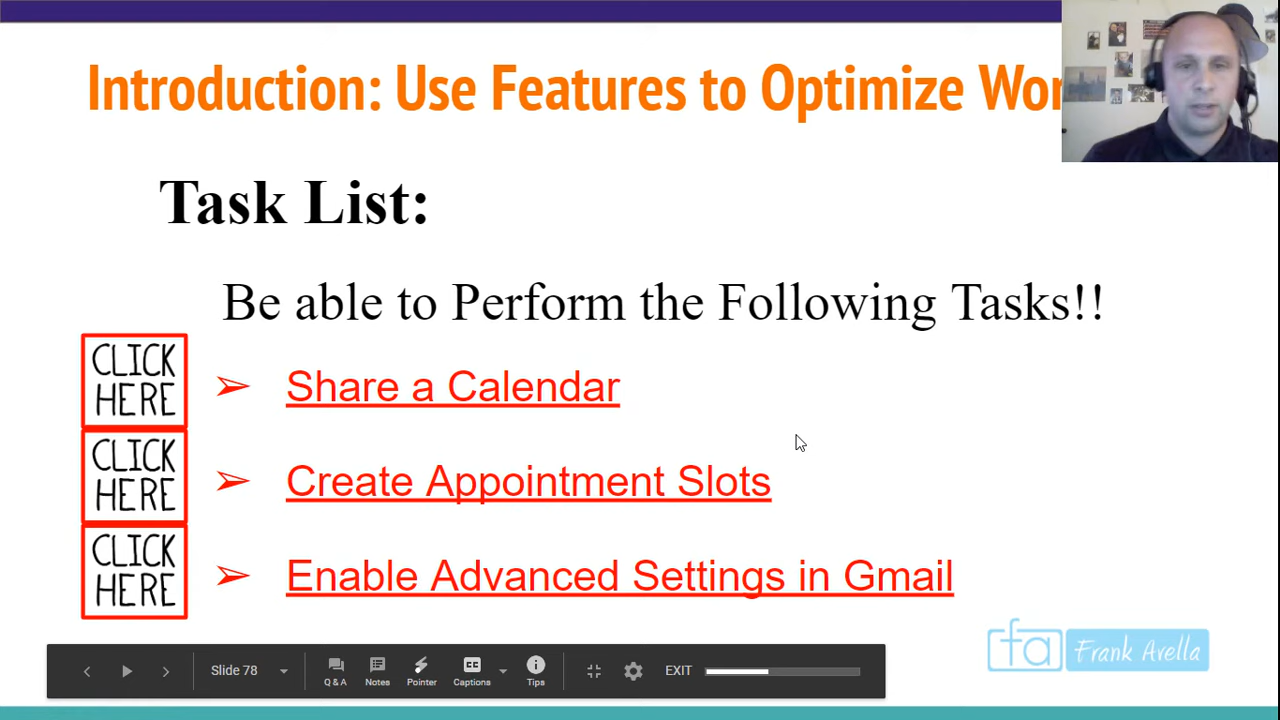 Introduction: Use Features to Optimize
Task List:
Be able to Perform the Following Tasks!!
CLICK
HERE
➢ Share a Calendar
CLICK
HERE
➢ Create Appointment Slots
CLICK
HERE
➢ Enable Advanced Settings in Gmail
fa Frank Avella
Slide 78
Q & A
Notes
Pointer
CC
Captions
Tips
EXIT